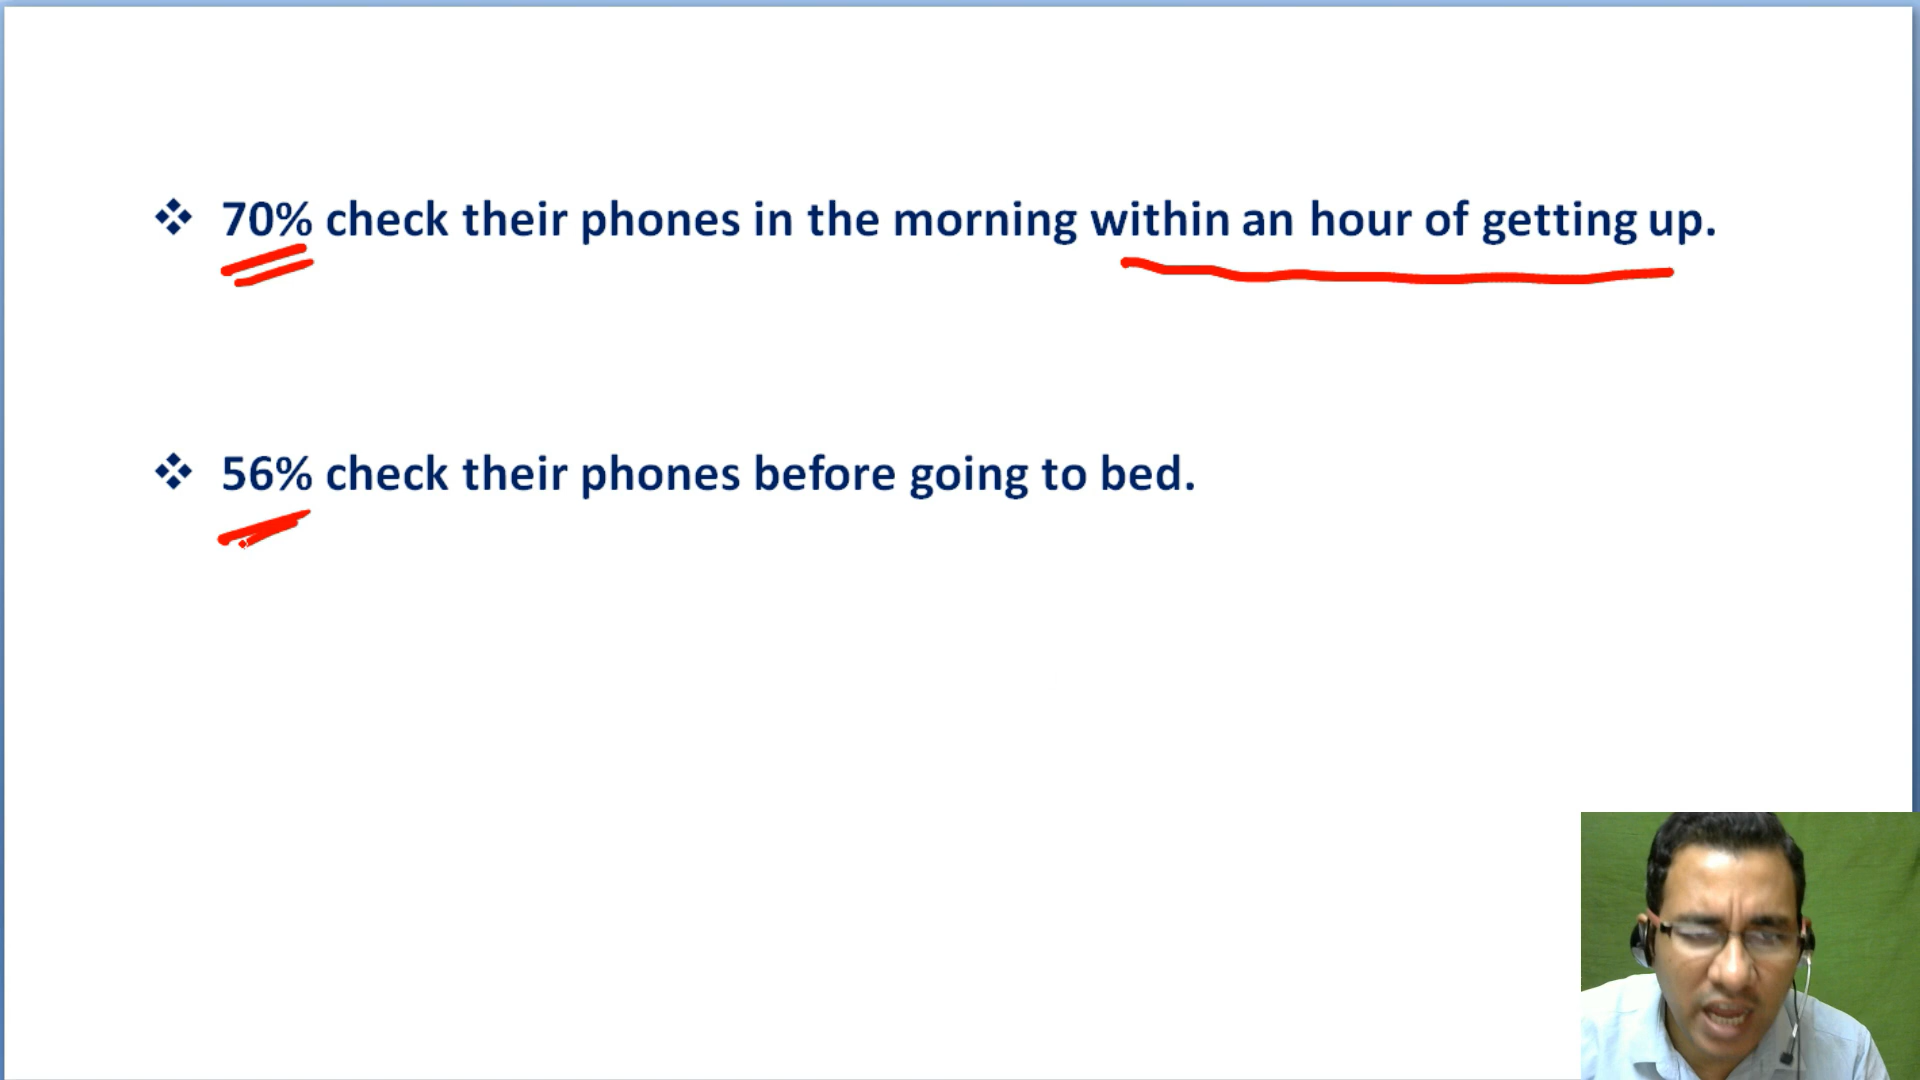 ❖ 70% check their phones in the morning within an hour of getting up.
❖ 56% check their phones before going to bed.